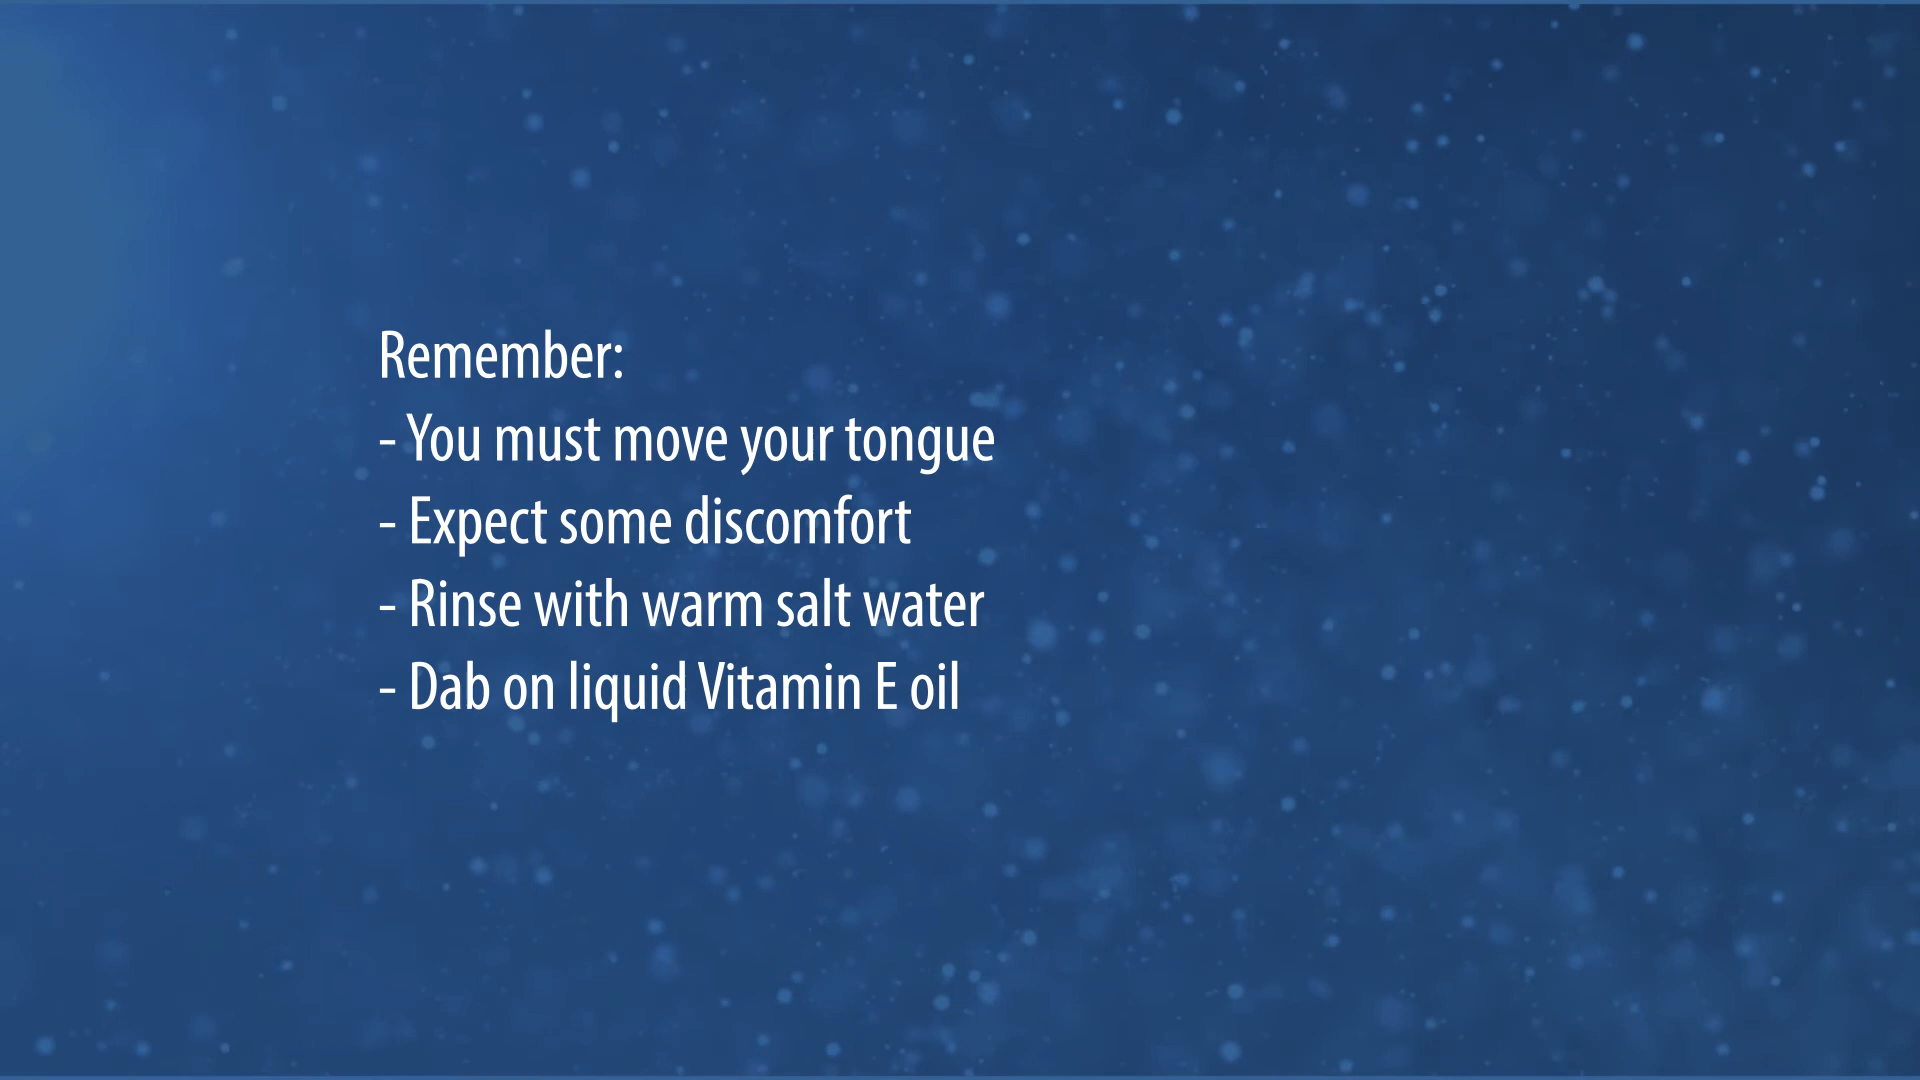 Remember:
- You must move your tongue
- Expect some discomfort
- Rinse with warm salt water
- Dab on liquid Vitamin E oil